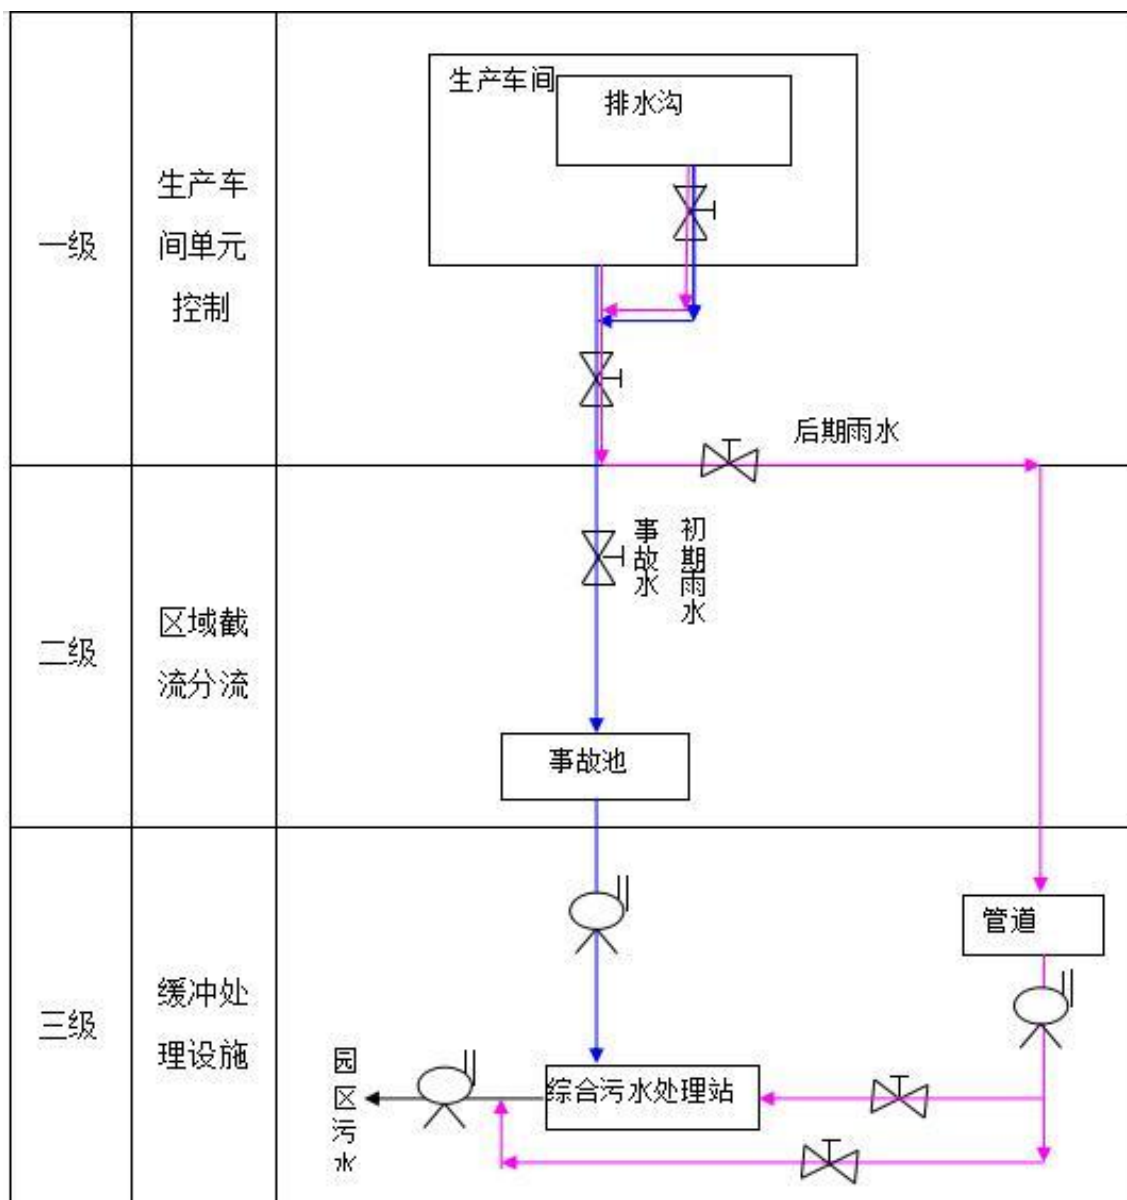 一级
生产车
间单元
控制
生产车间
排水沟
后期雨水
二级
区域截
流分流
事故水
初期雨水
事故池
三级
缓冲处
理设施
管道
综合污水处理站
园区污水